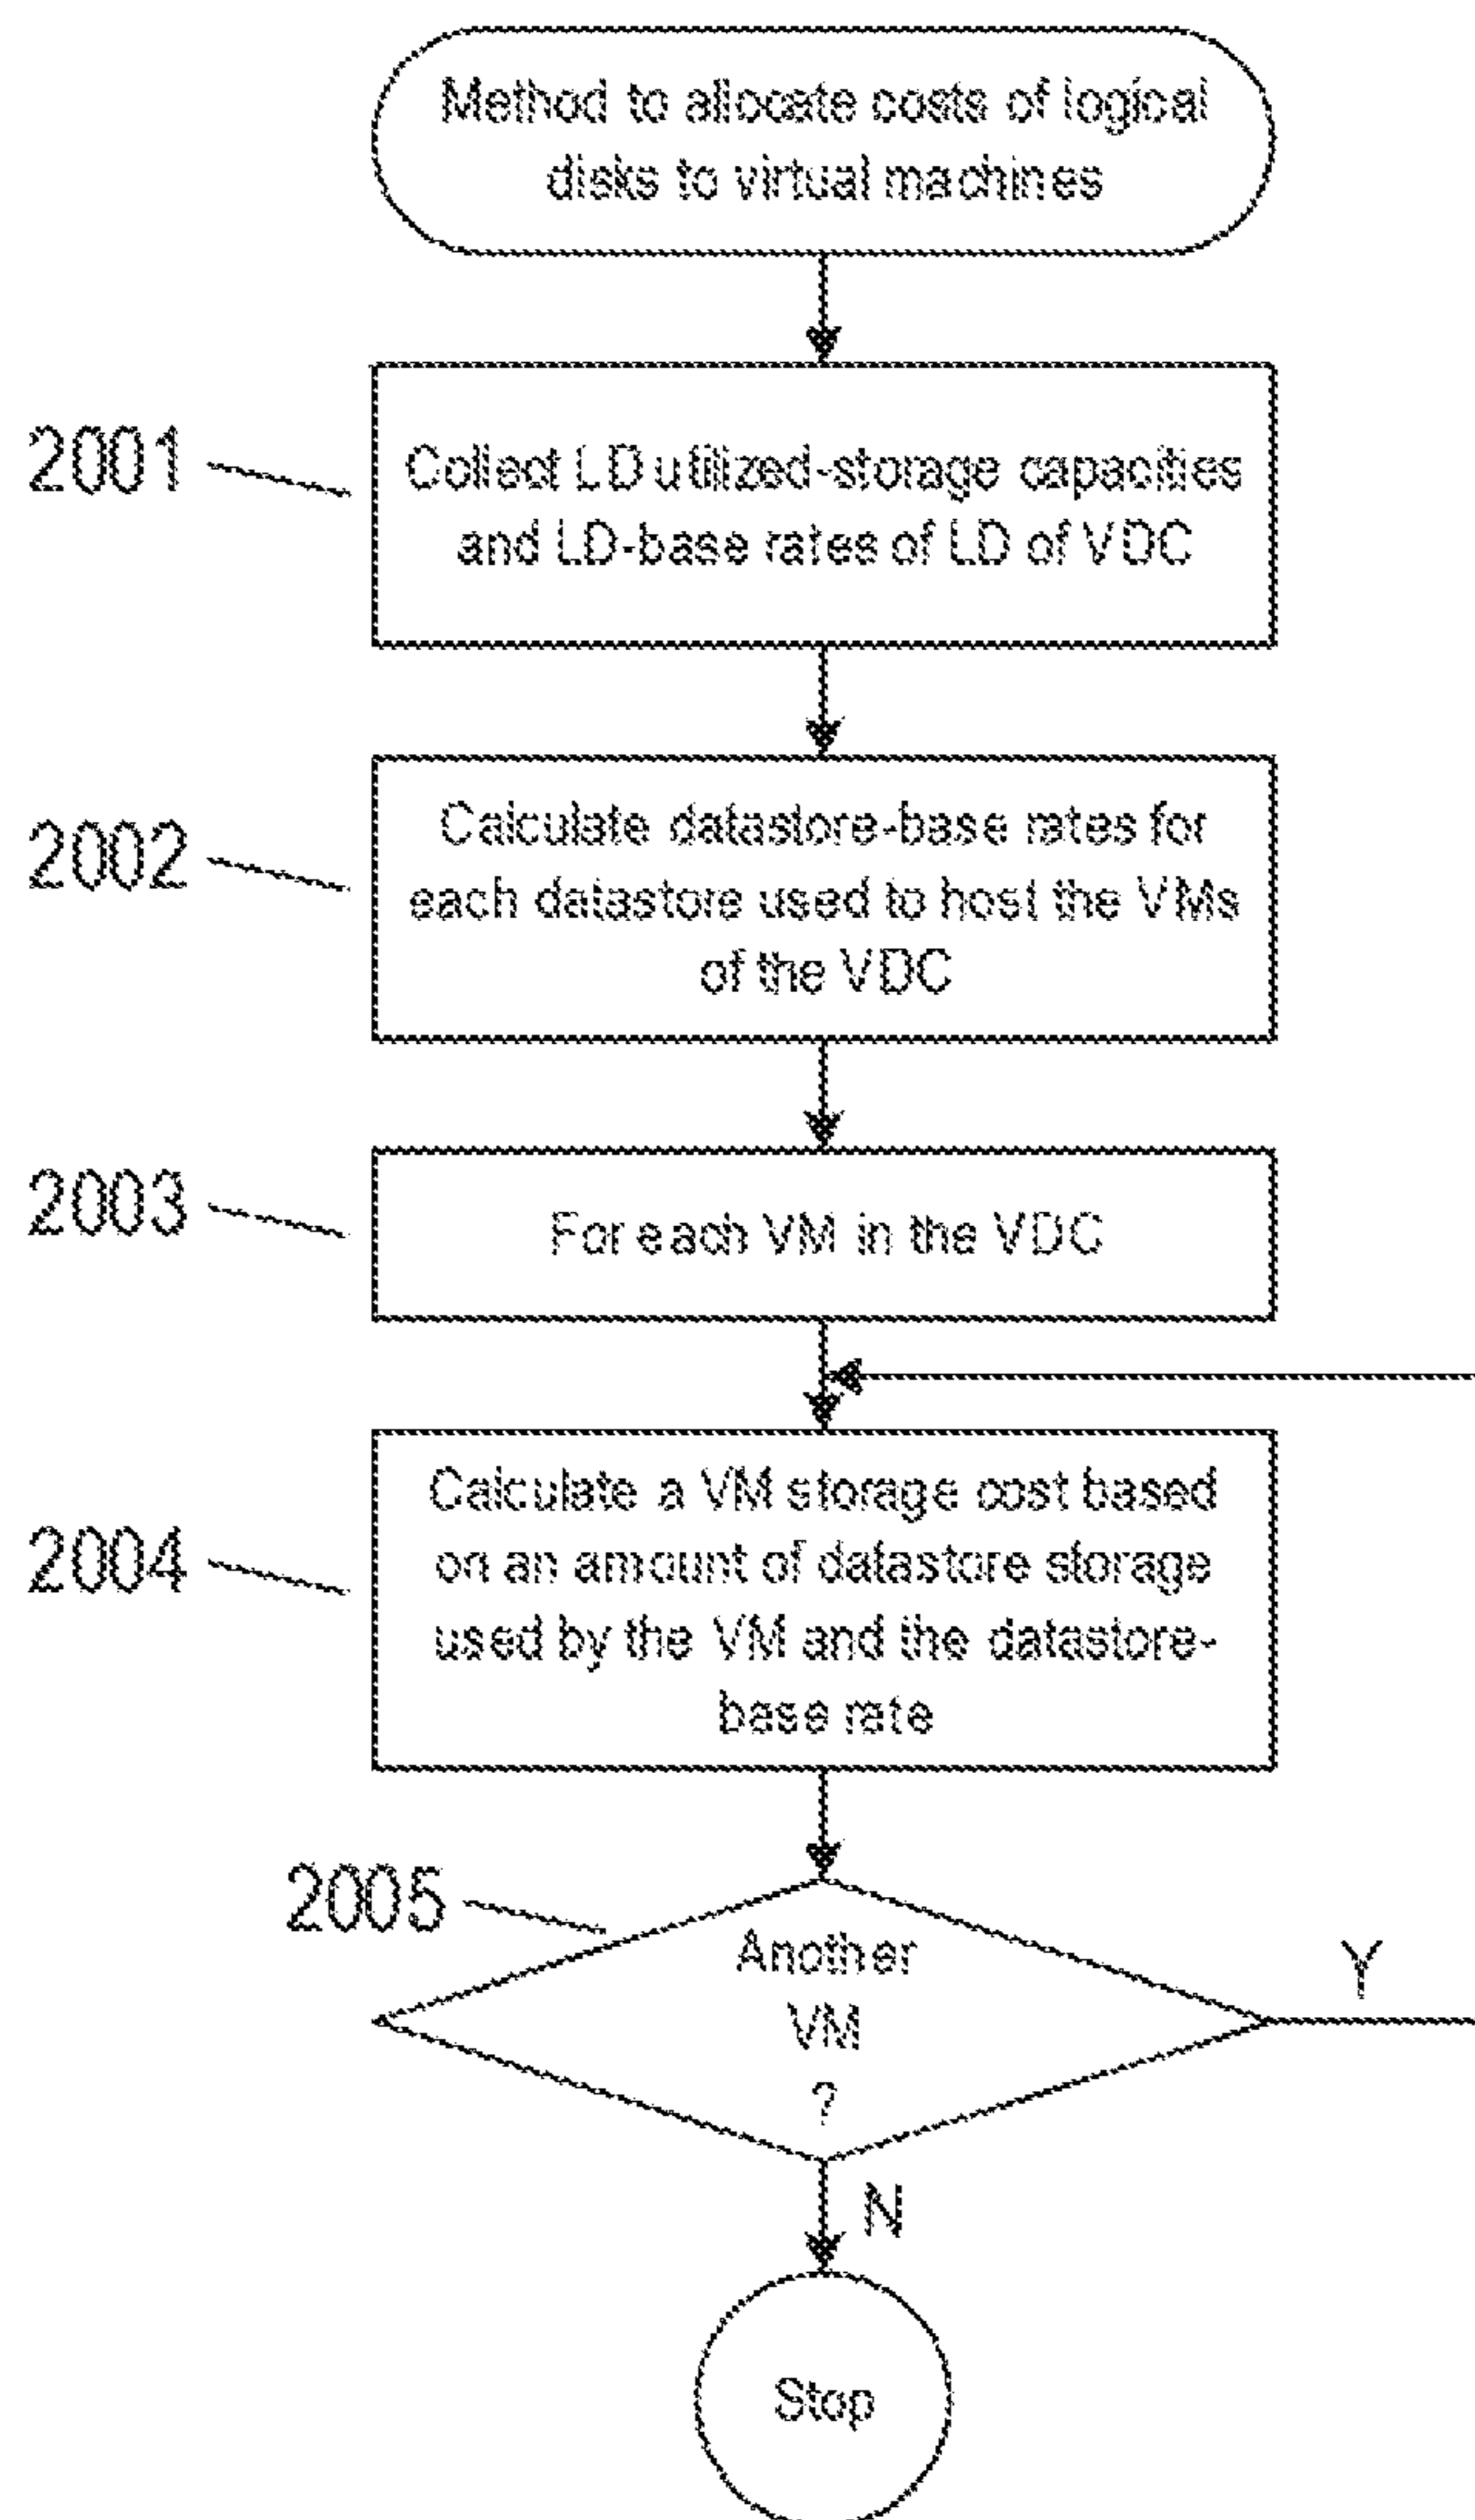 Method to allocate costs of logical
disks to virtual machines
2001
Collect LD utilized-storage capacities
and LD-base rates of LD of VDC
2002
Calculate datastore-base rates for
each datastore used to host the VMs
of the VDC
2003
For each VM in the VDC
2004
Calculate a VM storage cost based
on an amount of datastore storage
used by the VM and the datastore-
base rate
2005
Another
VM
?
Y
N
Stop